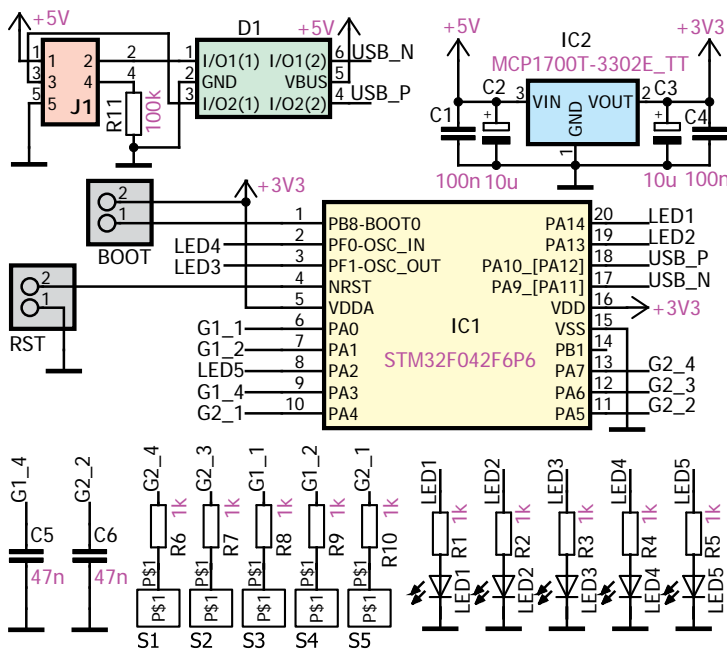 +5V
D1
+5V
1 1 2 2 1 I/O1(1) I/O1(2) 6 USB_N
3 3 4 4 2 GND VBUS 5
5 5 3 I/O2(1) I/O2(2) 4 USB_P
J1
R11
100k
+5V
IC2
+3V3
MCP1700T-3302E_TT
C2
C3
3 VIN VOUT 2
GND
1
C1
C4
+
+
100n
10u
10u
100n
2
1
BOOT
+3V3
2
1
RST
1 PB8-BOOT0 PA14 20 LED1
LED4 2 PF0-OSC_IN PA13 19 LED2
LED3 3 PF1-OSC_OUT PA10_[PA12] 18 USB_P
4 NRST PA9_[PA11] 17 USB_N
5 VDDA VDD 16 +3V3
G1_1 6 PA0 IC1 VSS 15
G1_2 7 PA1 PB1 14
LED5 8 PA2 STM32F042F6P6 PA7 13 G2_4
G1_4 9 PA3 PA6 12 G2_3
G2_1 10 PA4 PA5 11 G2_2
G1_4
C5
47n
G2_2
C6
47n
G2_4
R6
1k
P$1
P$1
S1
G2_3
R7
1k
P$1
P$1
S2
G1_1
R8
1k
P$1
P$1
S3
G1_2
R9
1k
P$1
P$1
S4
G2_1
R10
1k
P$1
P$1
S5
LED1
R1
1k
LED1
LED2
R2
1k
LED2
LED3
R3
1k
LED3
LED4
R4
1k
LED4
LED5
R5
1k
LED5